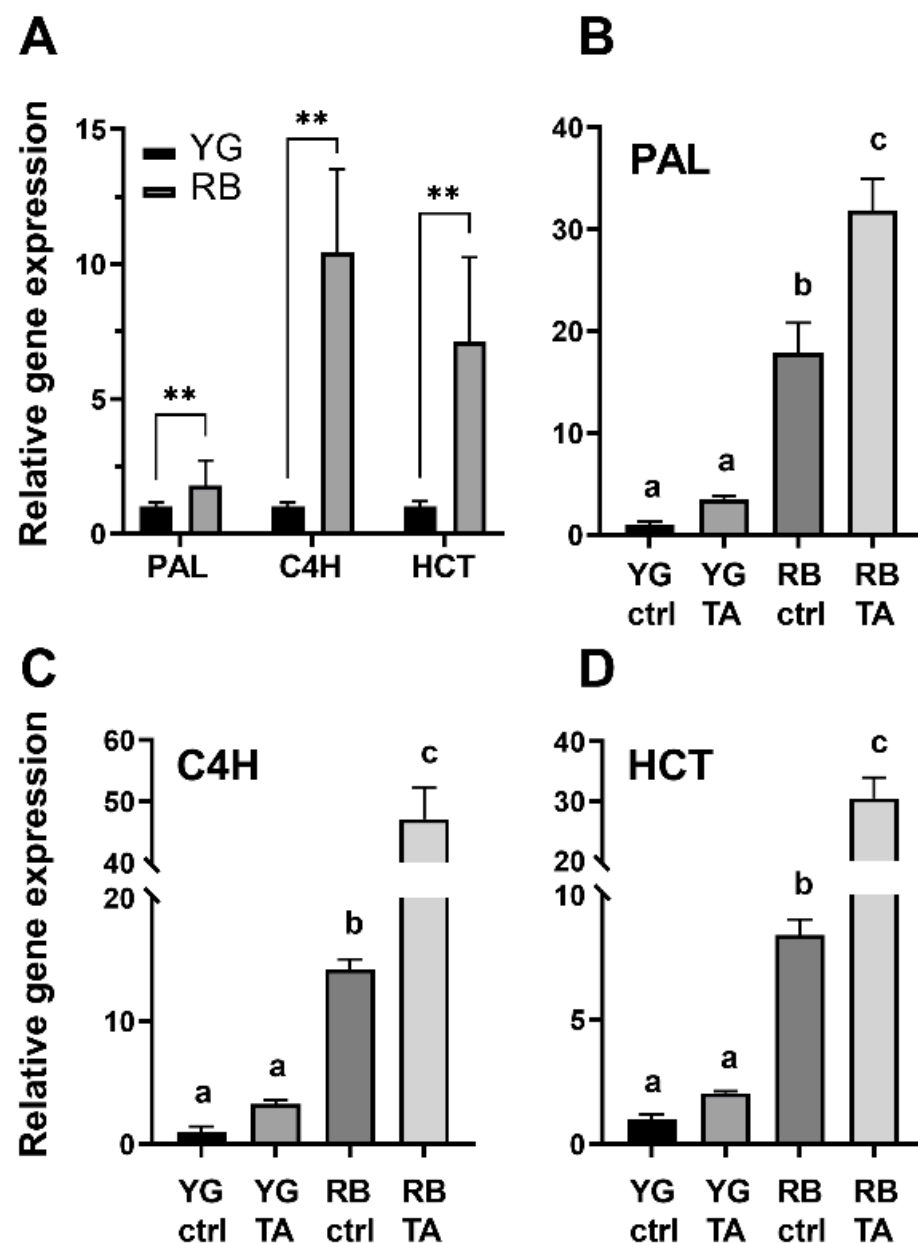 A
Relative gene expression
15
10
5
0
YG
RB
**
**
**
PAL C4H HCT
B
PAL
40
30
20
10
0
a
a
b
c
YG YG RB RB
ctrl TA ctrl TA
C
Relative gene expression
C4H
60
50
40
20
10
0
a
a
b
c
YG YG RB RB
ctrl TA ctrl TA
D
HCT
40
30
20
10
5
0
a
a
b
c
YG YG RB RB
ctrl TA ctrl TA